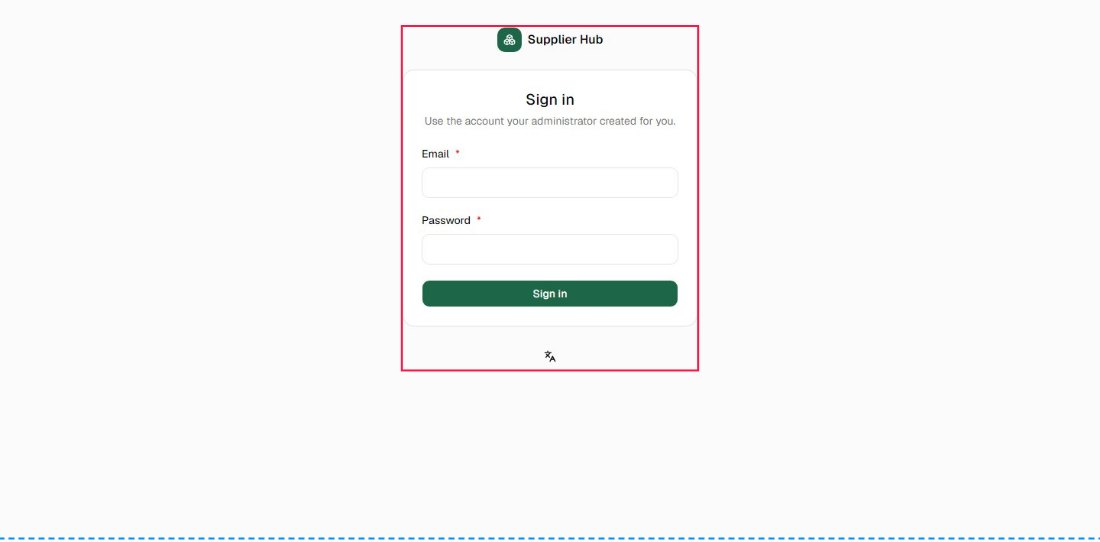 Supplier Hub
Sign in
Use the account your administrator created for you.
Email *
Password *
Sign in